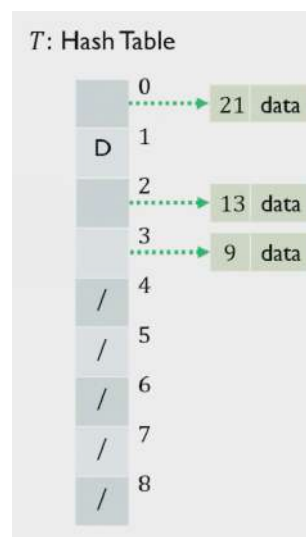 T: Hash Table
0
21 data
D 1
2
13 data
3
9 data
/ 4
/ 5
/ 6
/ 7
/ 8